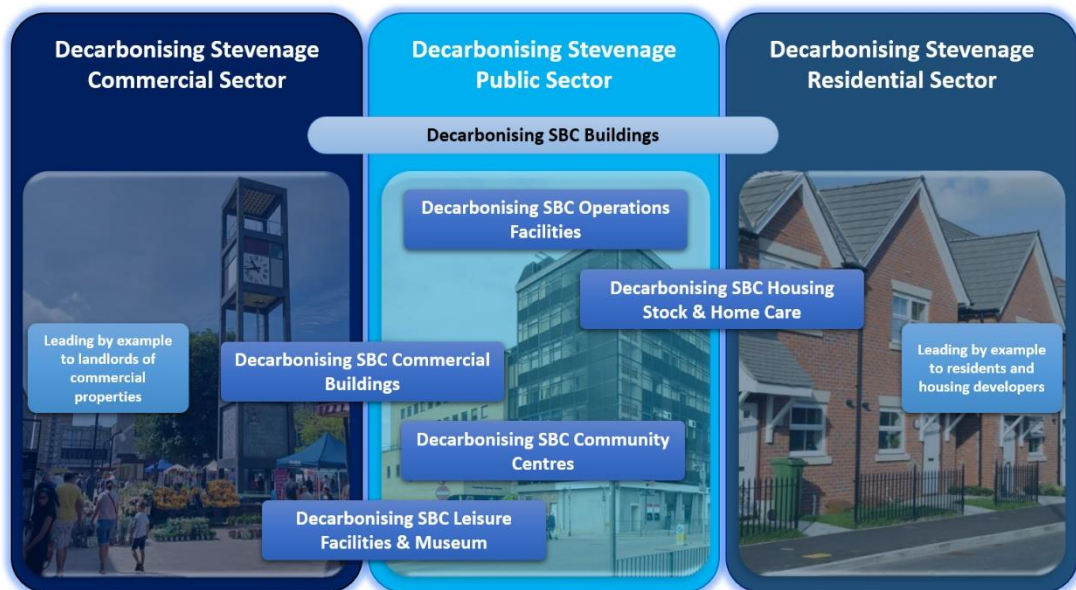 Decarbonising Stevenage
Commercial Sector
Decarbonising Stevenage
Public Sector
Decarbonising Stevenage
Residential Sector
Decarbonising SBC Buildings
Decarbonising SBC Operations
Facilities
Decarbonising SBC Housing
Stock & Home Care
Leading by example
to landlords of
commercial
properties
Decarbonising SBC Commercial
Buildings
Leading by example
to residents and
housing developers
Decarbonising SBC Community
Centres
Decarbonising SBC Leisure
Facilities & Museum